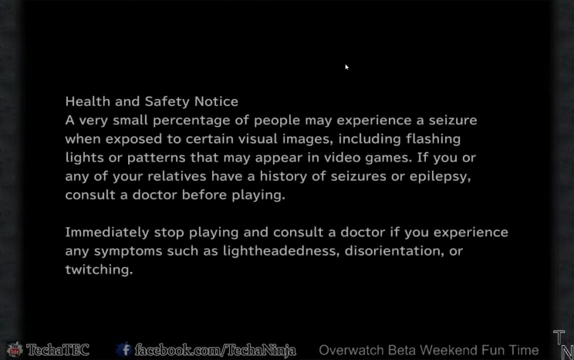 Health and Safety Notice
A very small percentage of people may experience a seizure
when exposed to certain visual images, including flashing
lights or patterns that may appear in video games. If you or
any of your relatives have a history of seizures or epilepsy,
consult a doctor before playing.
Immediately stop playing and consult a doctor if you experience
any symptoms such as lightheadedness, disorientation, or
twitching.
TechaTEC
f facebook.com/TechaNinja
Overwatch Beta Weekend Fun Time
T
N